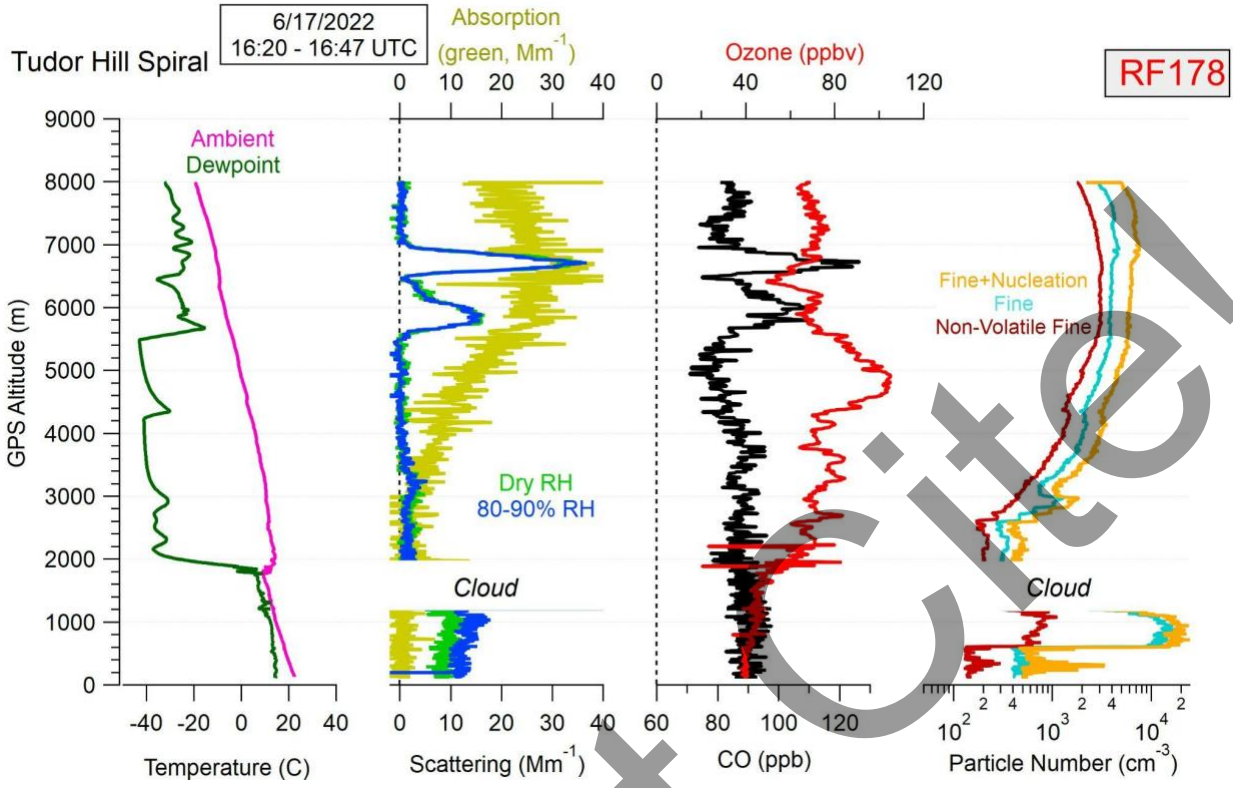 6/17/2022
16:20 - 16:47 UTC
Tudor Hill Spiral
Absorption
(green, Mm⁻¹)
Ozone (ppbv)
RF178
0 10 20 30 40
0 40 80 120
9000
8000
7000
6000
5000
4000
3000
2000
1000
0
GPS Altitude (m)
Ambient
Dewpoint
Dry RH
80-90% RH
Cloud
Fine+Nucleation
Fine
Non-Volatile Fine
Cloud
-40 -20 0 20 40
Temperature (C)
0 10 20 30 40
Scattering (Mm⁻¹)
60 80 100 120
CO (ppb)
10² 2 4 10³ 2 4 10⁴ 2
Particle Number (cm⁻³)
Cite!